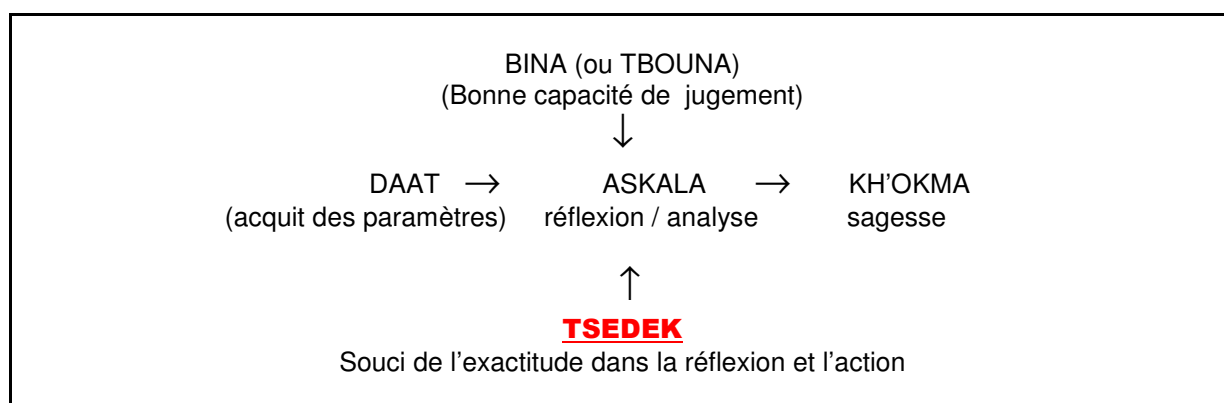 BINA (ou TBOUNA)
(Bonne capacité de jugement)
↓
DAAT → ASKALA → KH'OKMA
(acquit des paramètres) réflexion / analyse sagesse
↑
TSEDEK
Souci de l'exactitude dans la réflexion et l'action